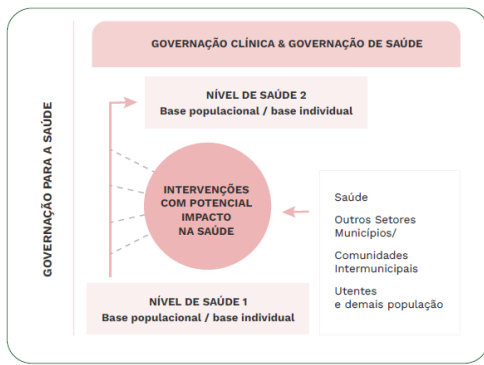 GOVERNAÇÃO PARA A SAÚDE
GOVERNAÇÃO CLÍNICA & GOVERNAÇÃO DE SAÚDE
NÍVEL DE SAÚDE 2
Base populacional / base individual
INTERVENÇÕES
COM POTENCIAL
IMPACTO
NA SAÚDE
Saúde
Outros Setores
Municípios/
Comunidades
Intermunicipais
Utentes
e demais população
NÍVEL DE SAÚDE 1
Base populacional / base individual